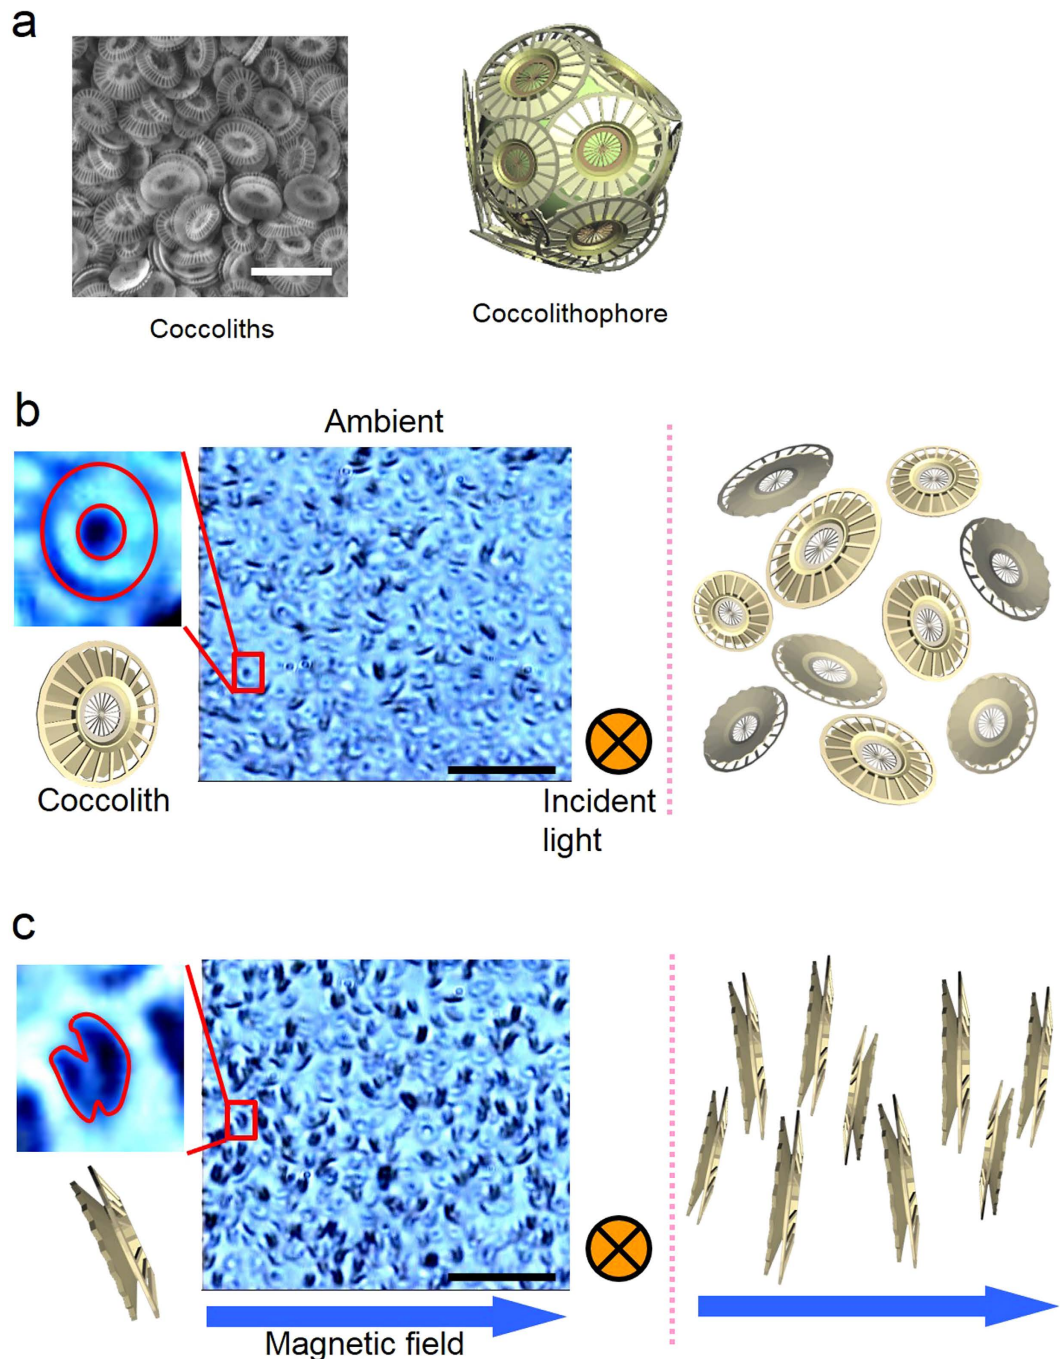 a
Coccoliths
Coccolithophore
b
Ambient
Coccolith
Incident
light
c
Magnetic field